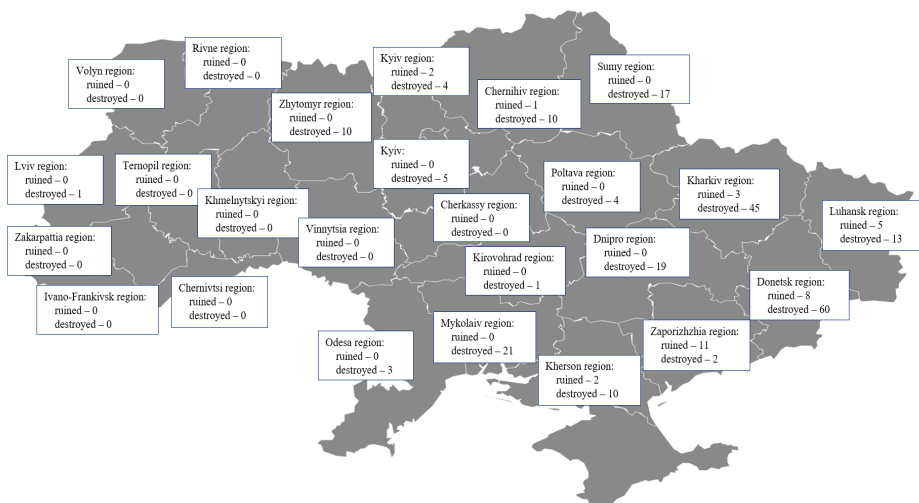 Rivne region:
ruined – 0
destroyed – 0
Volyn region:
ruined – 0
destroyed – 0
Kyiv region:
ruined – 2
destroyed – 4
Sumy region:
ruined – 0
destroyed – 17
Chernihiv region:
ruined – 1
destroyed – 10
Zhytomyr region:
ruined – 0
destroyed – 10
Kyiv:
ruined – 0
destroyed – 5
Lviv region:
ruined – 0
destroyed – 1
Ternopil region:
ruined – 0
destroyed – 0
Poltava region:
ruined – 0
destroyed – 4
Kharkiv region:
ruined – 3
destroyed – 45
Khmelnytskyi region:
ruined – 0
destroyed – 0
Cherkassy region:
ruined – 0
destroyed – 0
Luhansk region:
ruined – 5
destroyed – 13
Vinnytsia region:
ruined – 0
destroyed – 0
Zakarpattia region:
ruined – 0
destroyed – 0
Dnipro region:
ruined – 0
destroyed – 19
Kirovohrad region:
ruined – 0
destroyed – 1
Donetsk region:
ruined – 8
destroyed – 60
Chernivtsi region:
ruined – 0
destroyed – 0
Ivano-Frankivsk region:
ruined – 0
destroyed – 0
Mykolaiv region:
ruined – 0
destroyed – 21
Zaporizhzhia region:
ruined – 11
destroyed – 2
Odesa region:
ruined – 0
destroyed – 3
Kherson region:
ruined – 2
destroyed – 10